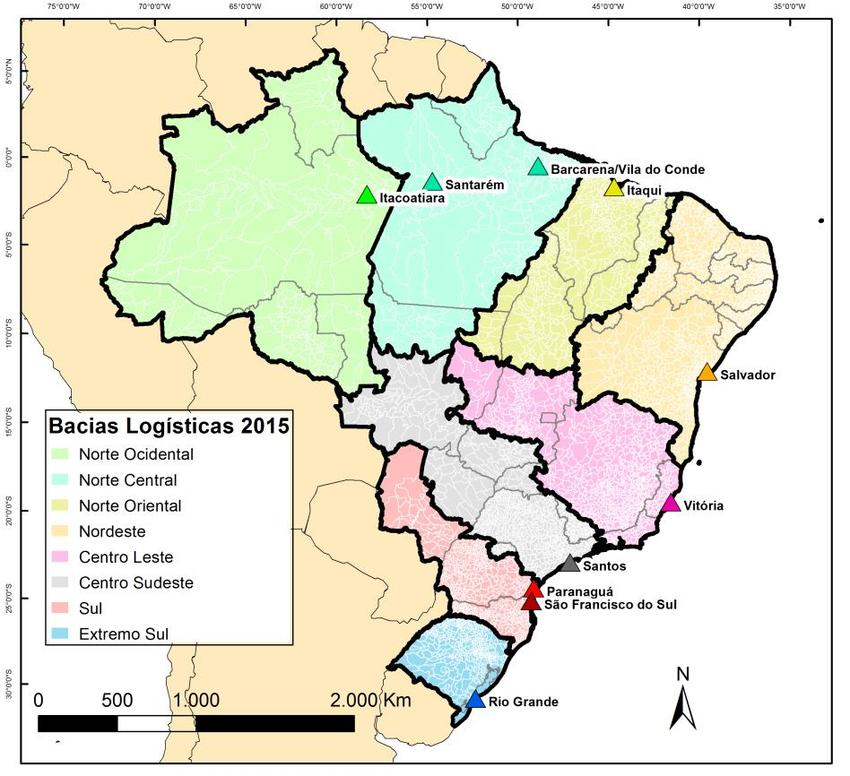 75°0'0"W 70°0'0"W 65°0'0"W 60°0'0"W 55°0'0"W 50°0'0"W 45°0'0"W 40°0'0"W 35°0'0"W
5°0'0"N
0°0'0"
5°0'0"S
10°0'0"S
15°0'0"S
20°0'0"S
25°0'0"S
30°0'0"S
Barcarena/Vila do Conde
Santarém
Itaqui
Itacoatiara
Salvador
Vitória
Santos
Paranaguá
São Francisco do Sul
Rio Grande
Bacias Logísticas 2015
Norte Ocidental
Norte Central
Norte Oriental
Nordeste
Centro Leste
Centro Sudeste
Sul
Extremo Sul
0 500 1.000 2.000 Km
N